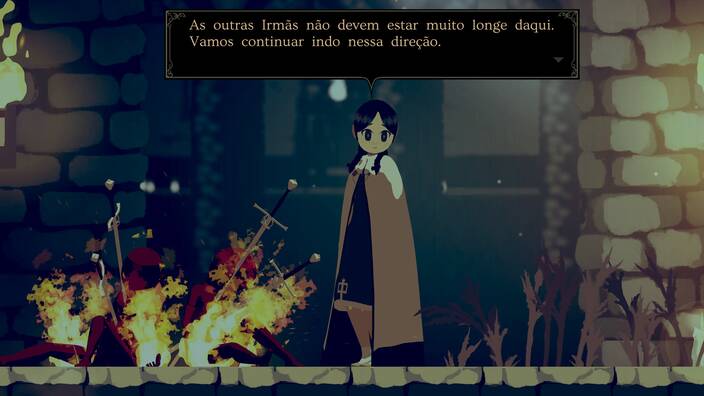 As outras Irmãs não devem estar muito longe daqui.
Vamos continuar indo nessa direção.